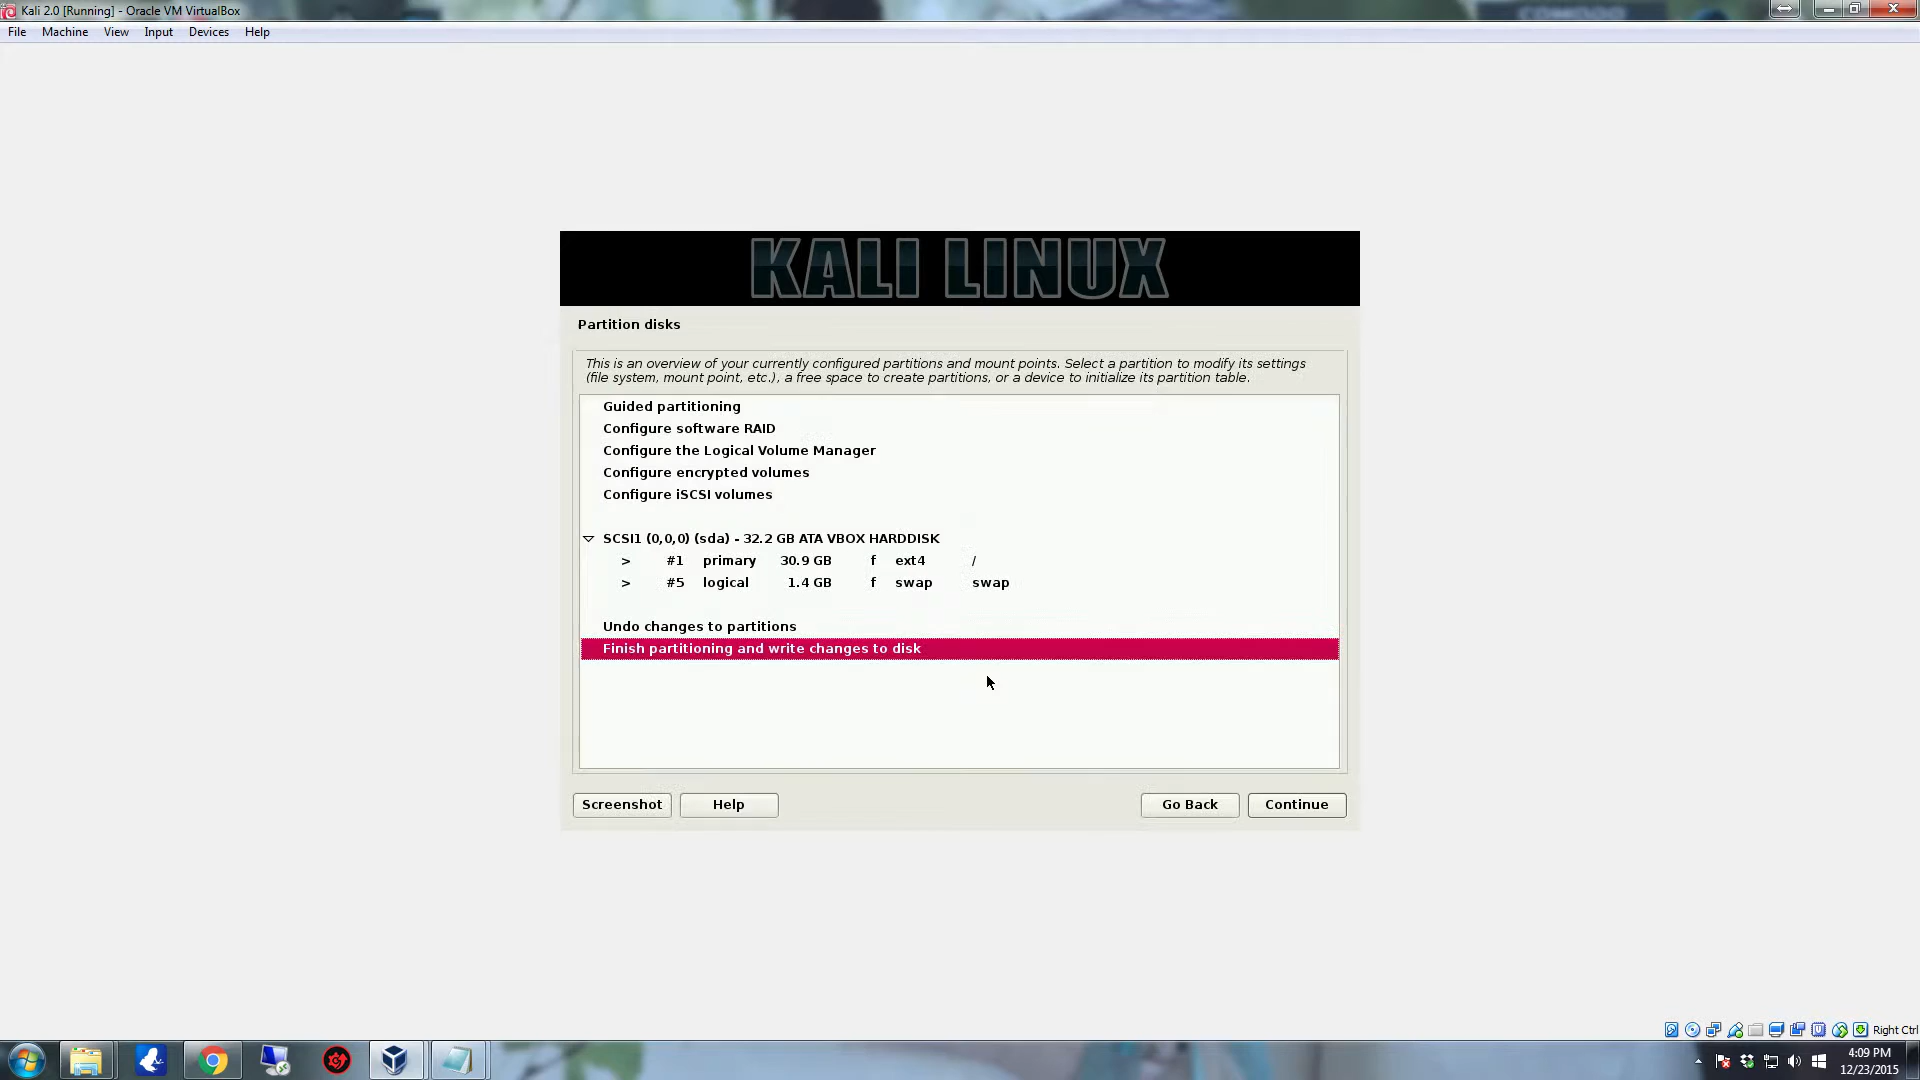 Kali 2.0 [Running] - Oracle VM VirtualBox
File Machine View Input Devices Help
KALI LINUX
Partition disks
This is an overview of your currently configured partitions and mount points. Select a partition to modify its settings
(file system, mount point, etc.), a free space to create partitions, or a device to initialize its partition table.
Guided partitioning
Configure software RAID
Configure the Logical Volume Manager
Configure encrypted volumes
Configure iSCSI volumes
SCSI1 (0,0,0) (sda) - 32.2 GB ATA VBOX HARDDISK
> #1 primary 30.9 GB f ext4 /
> #5 logical 1.4 GB f swap swap
Undo changes to partitions
Finish partitioning and write changes to disk
Screenshot Help Go Back Continue
Right Ctrl
4:09 PM
12/23/2015